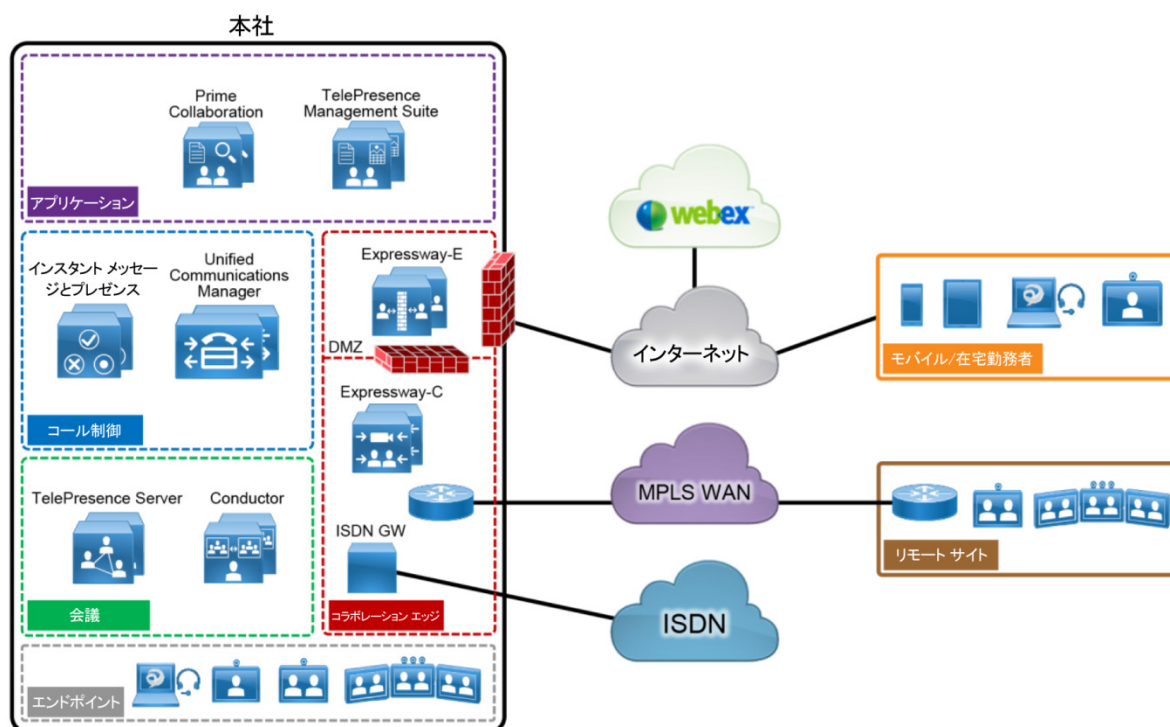 本社
Prime
Collaboration
TelePresence
Management Suite
アプリケーション
インスタント メッセー
ジとプレゼンス
Unified
Communications
Manager
コール制御
Expressway-E
DMZ
Expressway-C
ISDN GW
コラボレーション エッジ
TelePresence Server
Conductor
会議
エンドポイント
webex™
インターネット
MPLS WAN
ISDN
モバイル/在宅勤務者
リモート サイト